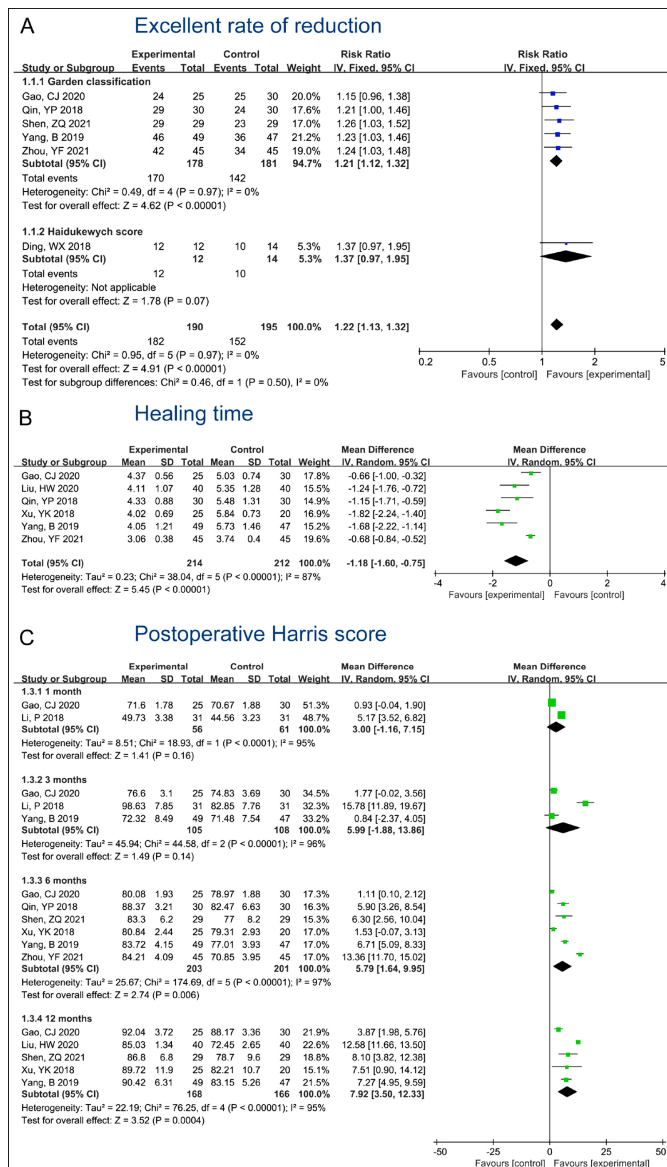 A Excellent rate of reduction
Experimental Control Risk Ratio Risk Ratio
Study or Subgroup Events Total Events Total Weight IV, Fixed, 95% CI IV, Fixed, 95% CI
1.1.1 Garden classification
Gao, CJ 2020 24 25 25 30 20.0% 1.15 [0.96, 1.38]
Qin, YP 2018 29 30 24 30 17.6% 1.21 [1.00, 1.46]
Shen, ZQ 2021 29 29 23 29 16.9% 1.26 [1.03, 1.52]
Yang, B 2019 46 49 36 47 21.2% 1.23 [1.03, 1.46]
Zhou, YF 2021 42 45 34 45 19.0% 1.24 [1.03, 1.48]
Subtotal (95% CI) 178 181 94.7% 1.21 [1.12, 1.32]
Total events 170 142
Heterogeneity: Chi² = 0.49, df = 4 (P = 0.97); I² = 0%
Test for overall effect: Z = 4.62 (P < 0.00001)
1.1.2 Haidukewych score
Ding, WX 2018 12 12 10 14 5.3% 1.37 [0.97, 1.95]
Subtotal (95% CI) 12 14 5.3% 1.37 [0.97, 1.95]
Total events 12 10
Heterogeneity: Not applicable
Test for overall effect: Z = 1.78 (P = 0.07)
Total (95% CI) 190 195 100.0% 1.22 [1.13, 1.32]
Total events 182 152
Heterogeneity: Chi² = 0.95, df = 5 (P = 0.97); I² = 0%
Test for overall effect: Z = 4.91 (P < 0.00001)
Test for subgroup differences: Chi² = 0.46, df = 1 (P = 0.50), I² = 0%
0.2 0.5 1 2 5
Favours [control] Favours [experimental]
B Healing time
Experimental Control Mean Difference Mean Difference
Study or Subgroup Mean SD Total Mean SD Total Weight IV, Random, 95% CI IV, Random, 95% CI
Gao, CJ 2020 4.37 0.56 25 5.03 0.74 30 17.8% -0.66 [-1.00, -0.32]
Liu, HW 2020 4.11 1.07 40 5.35 1.28 40 15.4% -1.24 [-1.76, -0.72]
Qin, YP 2018 4.33 0.88 30 5.48 1.31 30 14.9% -1.15 [-1.71, -0.59]
Xu, YK 2018 4.02 0.69 25 5.84 0.73 20 16.8% -1.82 [-2.24, -1.40]
Yang, B 2019 4.05 1.21 49 5.73 1.46 47 15.2% -1.68 [-2.22, -1.14]
Zhou, YF 2021 3.06 0.38 45 3.74 0.4 45 19.9% -0.68 [-0.84, -0.52]
Total (95% CI) 214 212 100.0% -1.18 [-1.60, -0.75]
Heterogeneity: Tau² = 0.23; Chi² = 38.04, df = 5 (P < 0.00001); I² = 87%
Test for overall effect: Z = 5.45 (P < 0.00001)
-4 -2 0 2 4
Favours [experimental] Favours [control]
C Postoperative Harris score
Experimental Control Mean Difference Mean Difference
Study or Subgroup Mean SD Total Mean SD Total Weight IV, Random, 95% CI IV, Random, 95% CI
1.3.1 1 month
Gao, CJ 2020 71.6 1.78 25 70.67 1.88 30 51.3% 0.93 [-0.04, 1.90]
Li, P 2018 49.73 3.38 31 44.56 3.23 31 48.7% 5.17 [3.52, 6.82]
Subtotal (95% CI) 56 61 100.0% 3.00 [-1.16, 7.15]
Heterogeneity: Tau² = 8.51; Chi² = 18.93, df = 1 (P < 0.0001); I² = 95%
Test for overall effect: Z = 1.41 (P = 0.16)
1.3.2 3 months
Gao, CJ 2020 76.6 3.1 25 74.83 3.69 30 34.5% 1.77 [-0.02, 3.56]
Li, P 2018 98.63 7.85 31 82.85 7.76 31 32.2% 15.78 [11.89, 19.67]
Yang, B 2019 72.32 8.49 49 71.48 7.54 47 33.2% 0.84 [-2.37, 4.05]
Subtotal (95% CI) 105 108 100.0% 5.99 [-1.88, 13.86]
Heterogeneity: Tau² = 45.94; Chi² = 44.58, df = 2 (P < 0.00001); I² = 96%
Test for overall effect: Z = 1.49 (P = 0.14)
1.3.3 6 months
Gao, CJ 2020 80.08 1.93 25 78.97 1.88 30 17.3% 1.11 [0.10, 2.12]
Qin, YP 2018 88.37 3.21 30 82.47 6.63 30 16.3% 5.90 [3.26, 8.54]
Shen, ZQ 2021 83.3 6.2 29 77 8.2 29 15.3% 6.30 [2.56, 10.04]
Xu, YK 2018 80.84 2.44 25 79.31 2.93 20 17.0% 1.53 [-0.07, 3.13]
Yang, B 2019 83.72 4.15 49 77.01 3.93 47 17.0% 6.71 [5.09, 8.33]
Zhou, YF 2021 84.21 4.09 45 70.85 3.95 45 17.0% 13.36 [11.70, 15.02]
Subtotal (95% CI) 203 201 100.0% 5.79 [1.64, 9.95]
Heterogeneity: Tau² = 25.67; Chi² = 174.69, df = 5 (P < 0.00001); I² = 97%
Test for overall effect: Z = 2.74 (P = 0.006)
1.3.4 12 months
Gao, CJ 2020 92.04 3.72 25 88.17 3.36 30 21.9% 3.87 [1.98, 5.76]
Liu, HW 2020 85.03 1.34 40 72.45 2.65 40 22.7% 12.58 [11.66, 13.50]
Shen, ZQ 2021 86.8 6.8 29 78.7 9.6 29 18.8% 8.10 [3.82, 12.38]
Xu, YK 2018 89.72 11.9 25 82.21 10.7 20 15.1% 7.51 [0.90, 14.12]
Yang, B 2019 90.42 6.31 49 83.15 5.26 47 21.5% 7.27 [4.95, 9.59]
Subtotal (95% CI) 168 166 100.0% 7.92 [3.50, 12.33]
Heterogeneity: Tau² = 22.19; Chi² = 76.25, df = 4 (P < 0.00001); I² = 95%
Test for overall effect: Z = 3.52 (P = 0.0004)
-50 -25 0 25 50
Favours [control] Favours [experimental]